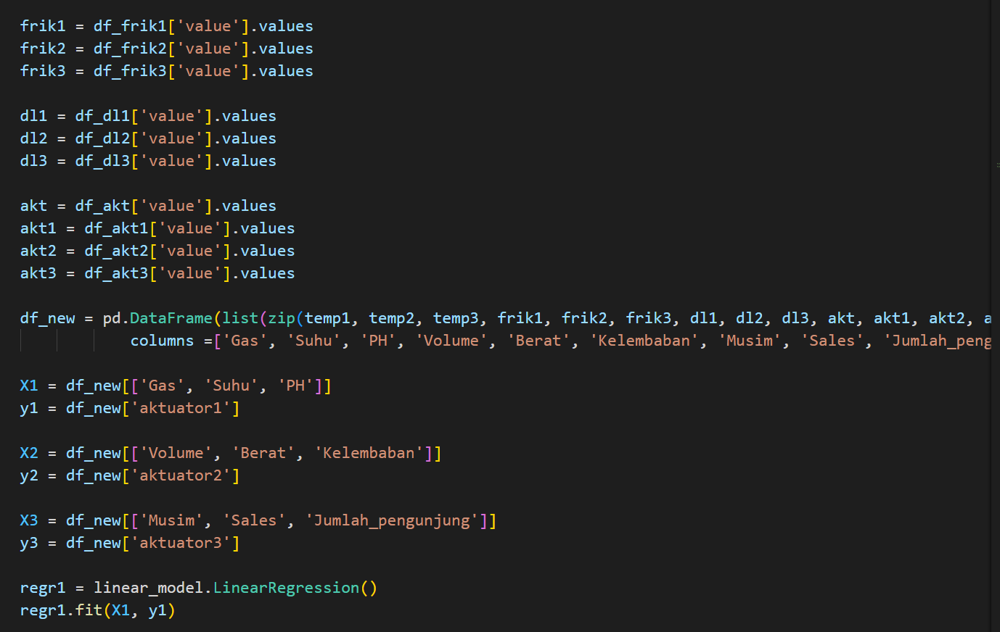 frik1 = df_frik1['value'].values
frik2 = df_frik2['value'].values
frik3 = df_frik3['value'].values
dl1 = df_dl1['value'].values
dl2 = df_dl2['value'].values
dl3 = df_dl3['value'].values
akt = df_akt['value'].values
akt1 = df_akt1['value'].values
akt2 = df_akt2['value'].values
akt3 = df_akt3['value'].values
df_new = pd.DataFrame(list(zip(temp1, temp2, temp3, frik1, frik2, frik3, dl1, dl2, dl3, akt, akt1, akt2, a
columns =['Gas', 'Suhu', 'PH', 'Volume', 'Berat', 'Kelembaban', 'Musim', 'Sales', 'Jumlah_peng
X1 = df_new[['Gas', 'Suhu', 'PH']]
y1 = df_new['aktuator1']
X2 = df_new[['Volume', 'Berat', 'Kelembaban']]
y2 = df_new['aktuator2']
X3 = df_new[['Musim', 'Sales', 'Jumlah_pengunjung']]
y3 = df_new['aktuator3']
regr1 = linear_model.LinearRegression()
regr1.fit(X1, y1)